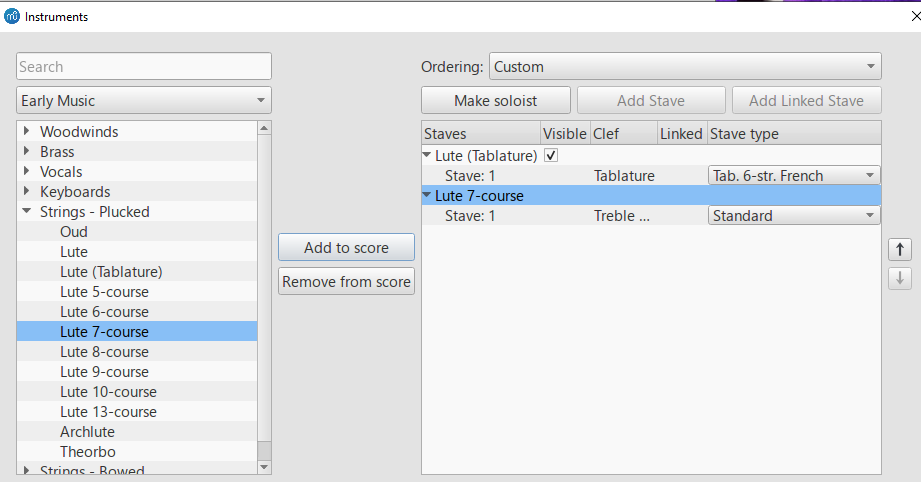 Instruments
Search
Ordering: Custom
Early Music
Make soloist Add Stave Add Linked Stave
Woodwinds
Brass
Vocals
Keyboards
Strings - Plucked
Oud
Lute
Lute (Tablature)
Lute 5-course
Lute 6-course
Lute 7-course
Lute 8-course
Lute 9-course
Lute 10-course
Lute 13-course
Archlute
Theorbo
Strings - Bowed
Add to score
Remove from score
Staves Visible Clef Linked Stave type
Lute (Tablature)
Stave: 1 Tablature Tab. 6-str. French
Lute 7-course
Stave: 1 Treble ... Standard